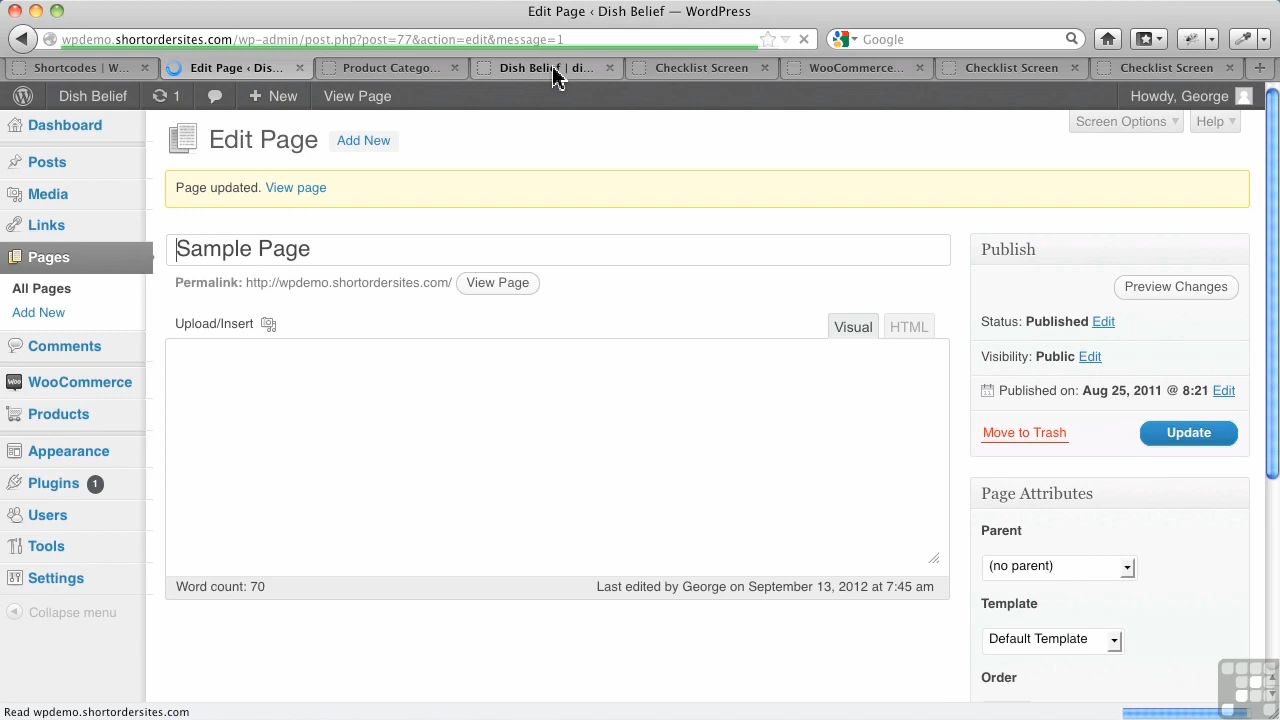 Edit Page ‹ Dish Belief — WordPress
wpdemo.shortordersites.com/wp-admin/post.php?post=77&action=edit&message=1
Google
Shortcodes | W...
Edit Page ‹ Dis...
Product Catego...
Dish Belief | di...
Checklist Screen
WooCommerce...
Checklist Screen
Checklist Screen
Dish Belief
1
New
View Page
Howdy, George
Dashboard
Posts
Media
Links
Pages
All Pages
Add New
Comments
Woo
WooCommerce
Products
Appearance
Plugins 1
Users
Tools
Settings
Collapse menu
Screen Options
Help
Edit Page
Add New
Page updated. View page
Sample Page
Permalink: http://wpdemo.shortordersites.com/ View Page
Upload/Insert
Visual
HTML
Word count: 70
Last edited by George on September 13, 2012 at 7:45 am
Publish
Preview Changes
Status: Published Edit
Visibility: Public Edit
Published on: Aug 25, 2011 @ 8:21 Edit
Move to Trash
Update
Page Attributes
Parent
(no parent)
Template
Default Template
Order
Read wpdemo.shortordersites.com